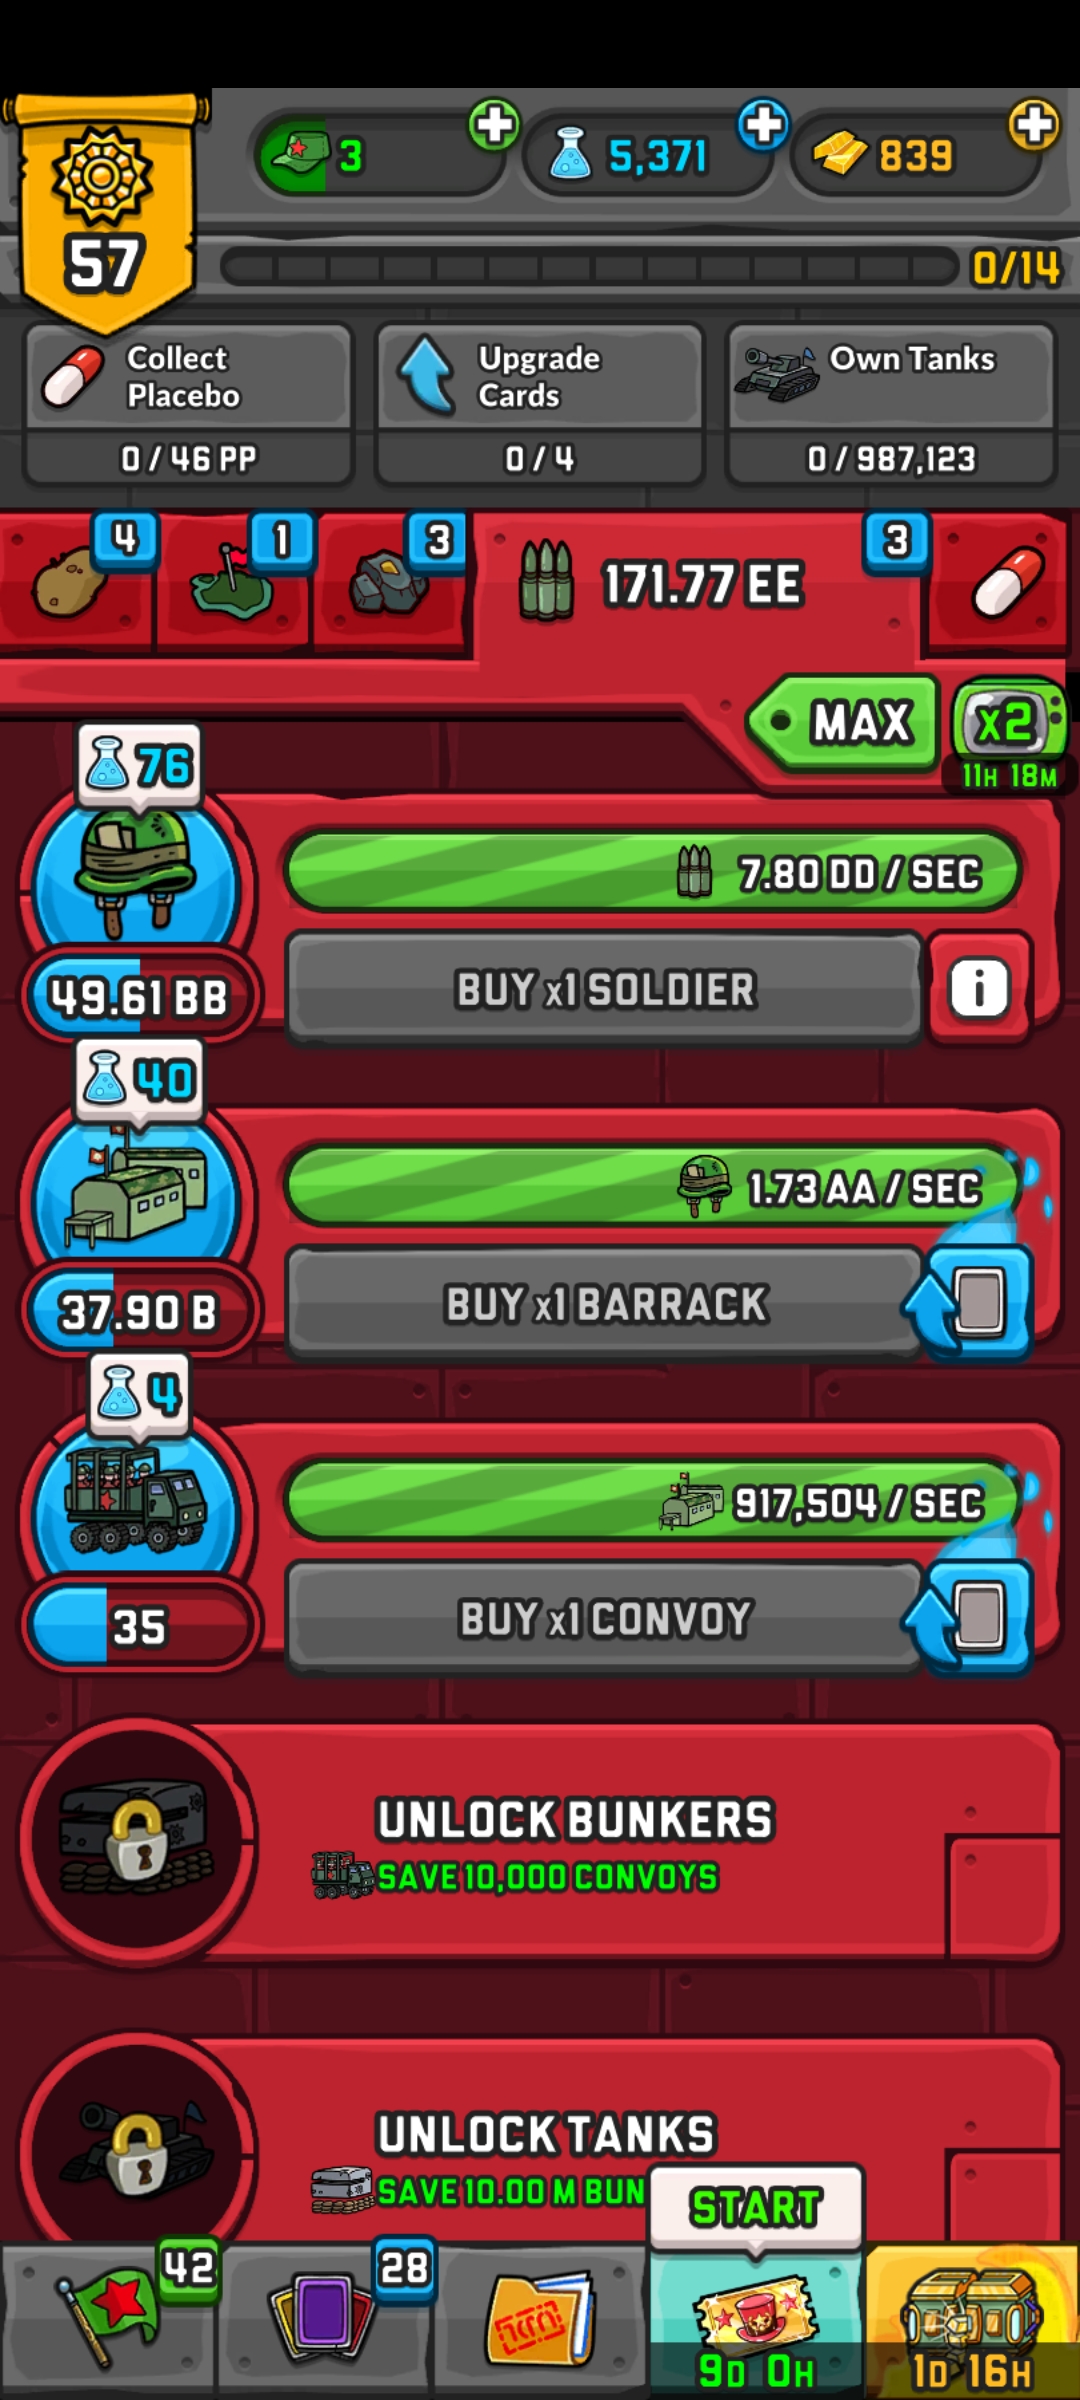 3
5,371
839
57
0/14
Collect
Placebo
0 / 46 PP
Upgrade
Cards
0 / 4
Own Tanks
0 / 987,123
4
1
3
171.77 EE
3
MAX
x2
11H 18M
76
7.80 DD / SEC
49.61 BB
BUY x1 SOLDIER
i
40
1.73 AA / SEC
37.90 B
BUY x1 BARRACK
4
917,504 / SEC
35
BUY x1 CONVOY
UNLOCK BUNKERS
SAVE 10,000 CONVOYS
UNLOCK TANKS
SAVE 10.00 M BUN
START
42
28
9D 0H
1D 16H